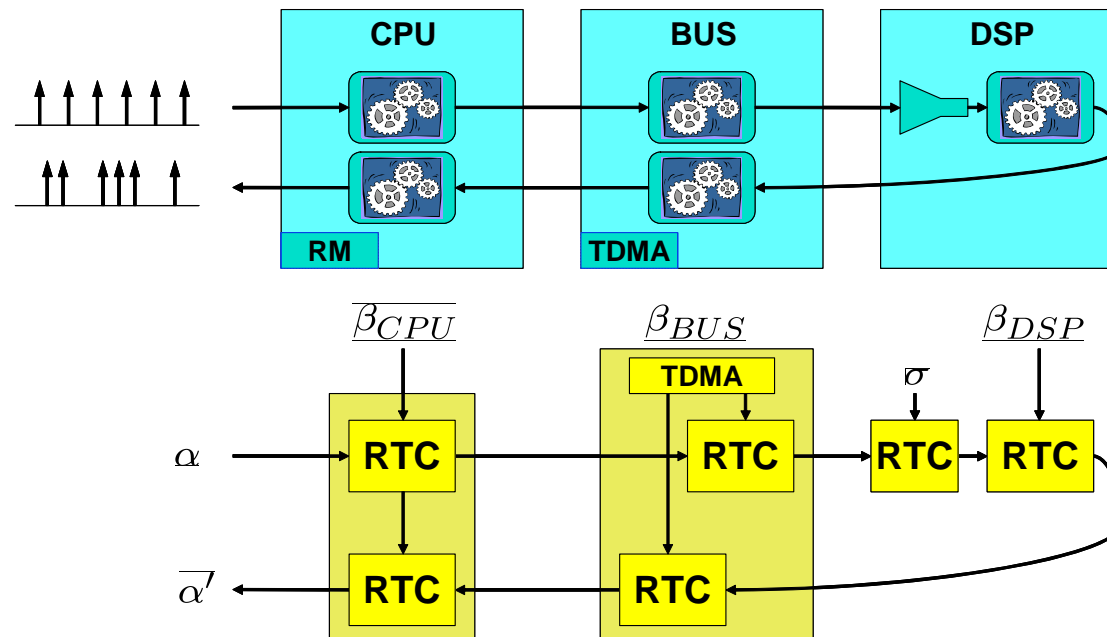 CPU BUS DSP
RM TDMA
β_CPU β_BUS β_DSP
TDMA σ
α RTC RTC RTC RTC
α′ RTC RTC